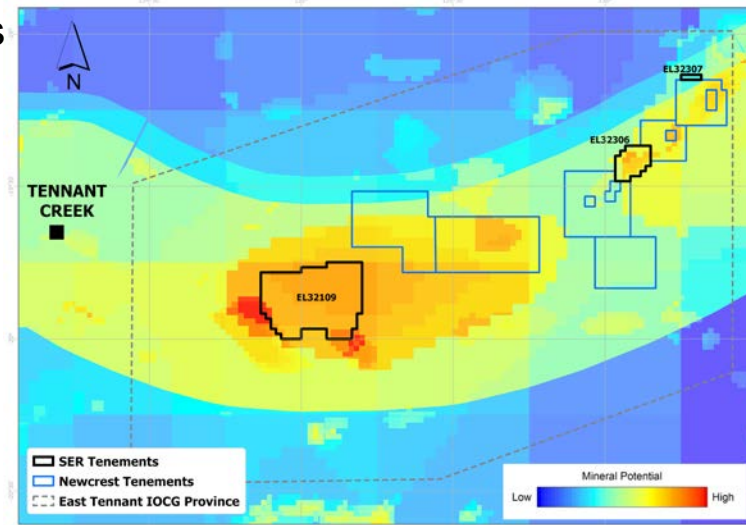 s
N
EL32307
EL32306
TENNANT
CREEK
EL32109
SER Tenements
Newcrest Tenements
East Tennant IOCG Province
Mineral Potential
Low
High